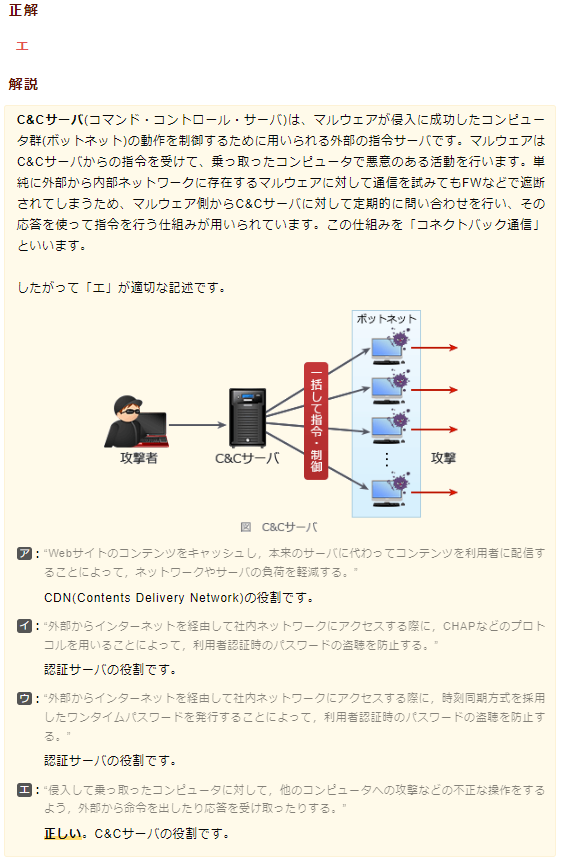 正解
エ
解説
C&Cサーバ(コマンド・コントロール・サーバ)は、マルウェアが侵入に成功したコンピュー
タ群(ボットネット)の動作を制御するために用いられる外部の指令サーバです。マルウェアは
C&Cサーバからの指令を受けて、乗っ取ったコンピュータで悪意のある活動を行います。単
純に外部から内部ネットワークに存在するマルウェアに対して通信を試みてもFWなどで遮断
されてしまうため、マルウェア側からC&Cサーバに対して定期的に問い合わせを行い、その
応答を使って指令を行う仕組みが用いられています。この仕組みを「コネクトバック通信」
といいます。
したがって「エ」が適切な記述です。
ボットネット
一括して指令・制御
攻撃者
C&Cサーバ
攻撃
図 C&Cサーバ
ア:“Webサイトのコンテンツをキャッシュし，本来のサーバに代わってコンテンツを利用者に配信す
ることによって，ネットワークやサーバの負荷を軽減する。”
CDN(Contents Delivery Network)の役割です。
イ:“外部からインターネットを経由して社内ネットワークにアクセスする際に，CHAPなどのプロト
コルを用いることによって，利用者認証時のパスワードの盗聴を防止する。”
認証サーバの役割です。
ウ:“外部からインターネットを経由して社内ネットワークにアクセスする際に，時刻同期方式を採用
したワンタイムパスワードを発行することによって，利用者認証時のパスワードの盗聴を防止す
る。”
認証サーバの役割です。
エ:“侵入して乗っ取ったコンピュータに対して，他のコンピュータへの攻撃などの不正な操作をする
よう，外部から命令を出したり応答を受け取ったりする。”
正しい。C&Cサーバの役割です。